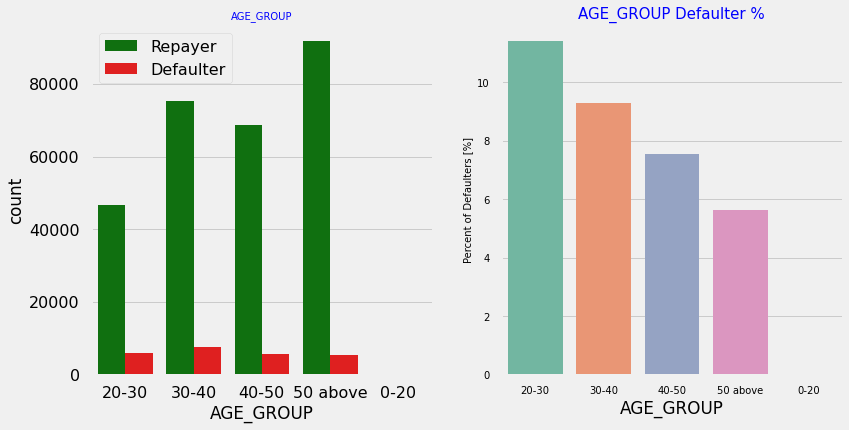 AGE_GROUP
Repayer
Defaulter
80000
60000
40000
20000
0
count
20-30 30-40 40-50 50 above 0-20
AGE_GROUP
AGE_GROUP Defaulter %
10
8
6
4
2
0
Percent of Defaulters [%]
20-30 30-40 40-50 50 above 0-20
AGE_GROUP